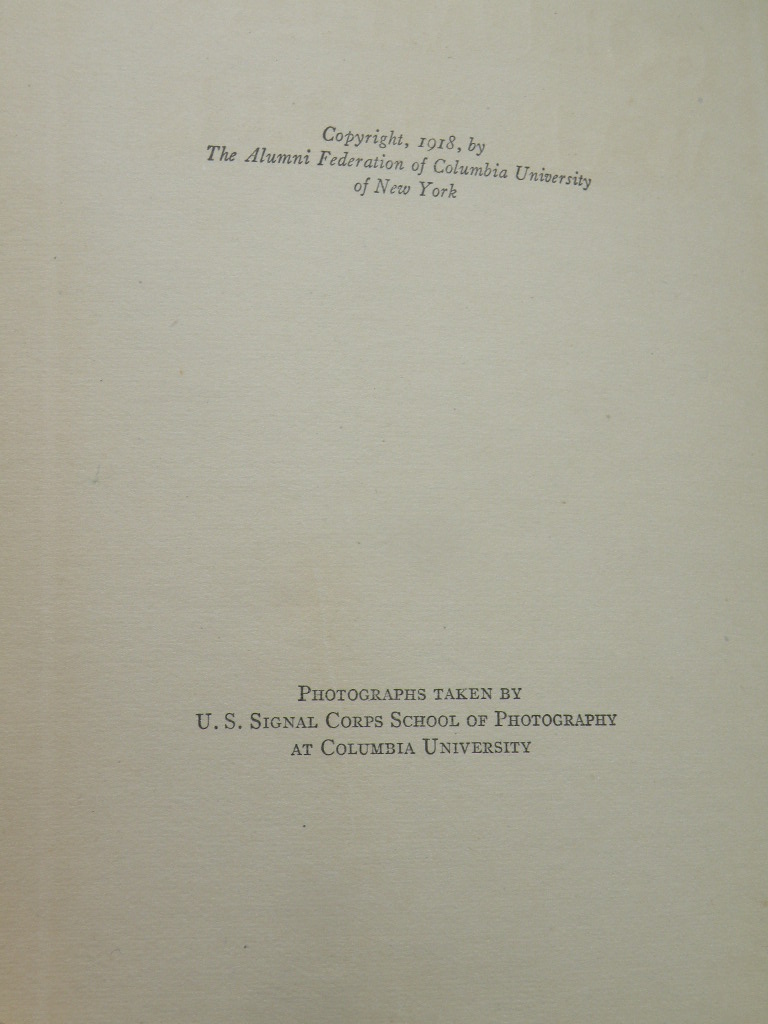 Copyright, 1918, by
The Alumni Federation of Columbia University
of New York
Photographs taken by
U. S. Signal Corps School of Photography
at Columbia University